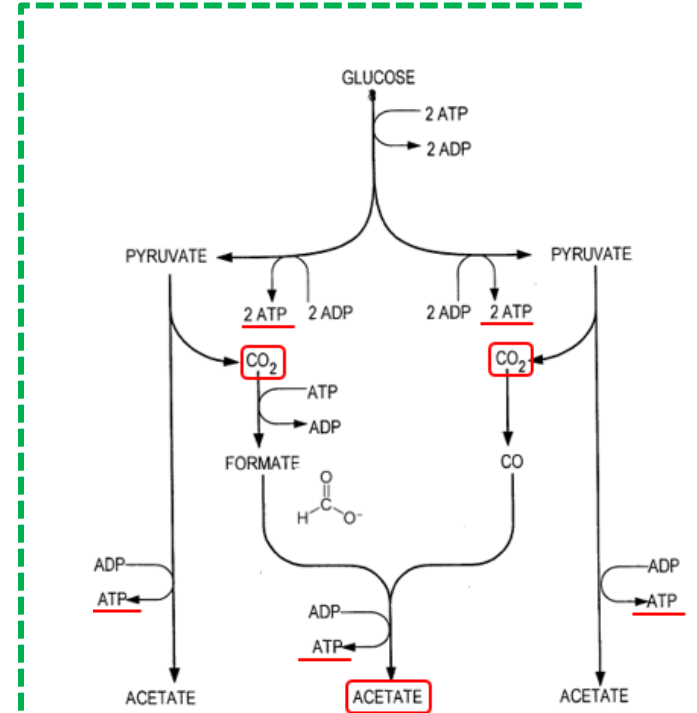 GLUCOSE
2 ATP
2 ADP
PYRUVATE
PYRUVATE
2 ATP 2 ADP
2 ADP 2 ATP
CO2
CO2
ATP
ADP
FORMATE
CO
O
H C O-
ADP
ATP
ADP
ATP
ADP
ATP
ACETATE
ACETATE
ACETATE